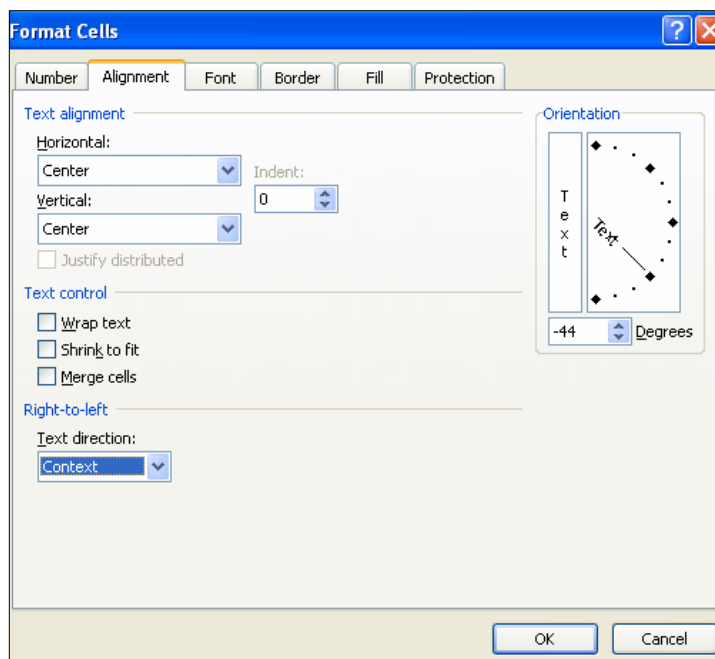 Format Cells
Number Alignment Font Border Fill Protection
Text alignment
Horizontal:
Center
Indent:
0
Vertical:
Center
Justify distributed
Text control
Wrap text
Shrink to fit
Merge cells
Right-to-left
Text direction:
Context
Orientation
Text
Text
-44 Degrees
OK Cancel